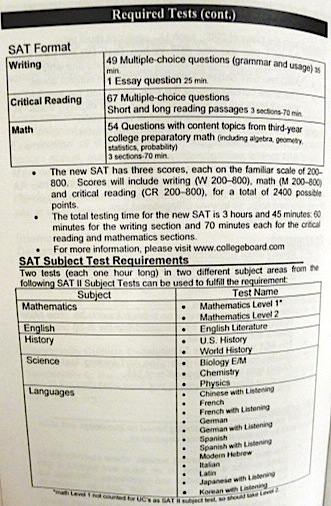 Required Tests (cont.)
SAT Format
Writing
49 Multiple-choice questions (grammar and usage) 35
min.
1 Essay question 25 min.
Critical Reading
67 Multiple-choice questions
Short and long reading passages 3 sections-70 min.
Math
54 Questions with content topics from third-year
college preparatory math (including algebra, geometry,
statistics, probability)
3 sections-70 min.
• The new SAT has three scores, each on the familiar scale of 200–
800. Scores will include writing (W 200–800), math (M 200–800)
and critical reading (CR 200–800), for a total of 2400 possible
points.
• The total testing time for the new SAT is 3 hours and 45 minutes: 60
minutes for the writing section and 70 minutes each for the critical
reading and mathematics sections.
• For more information, please visit www.collegeboard.com
SAT Subject Test Requirements
Two tests (each one hour long) in two different subject areas from the
following SAT II Subject Tests can be used to fulfill the requirement:
Subject Test Name
Mathematics
• Mathematics Level 1*
• Mathematics Level 2
English
• English Literature
History
• U.S. History
• World History
Science
• Biology E/M
• Chemistry
• Physics
Languages
• Chinese with Listening
• French
• French with Listening
• German
• German with Listening
• Spanish
• Spanish with Listening
• Modern Hebrew
• Italian
• Latin
• Japanese with Listening
• Korean with Listening
*math Level 1 not counted for UC's as SAT II subject test, so should take Level 2.